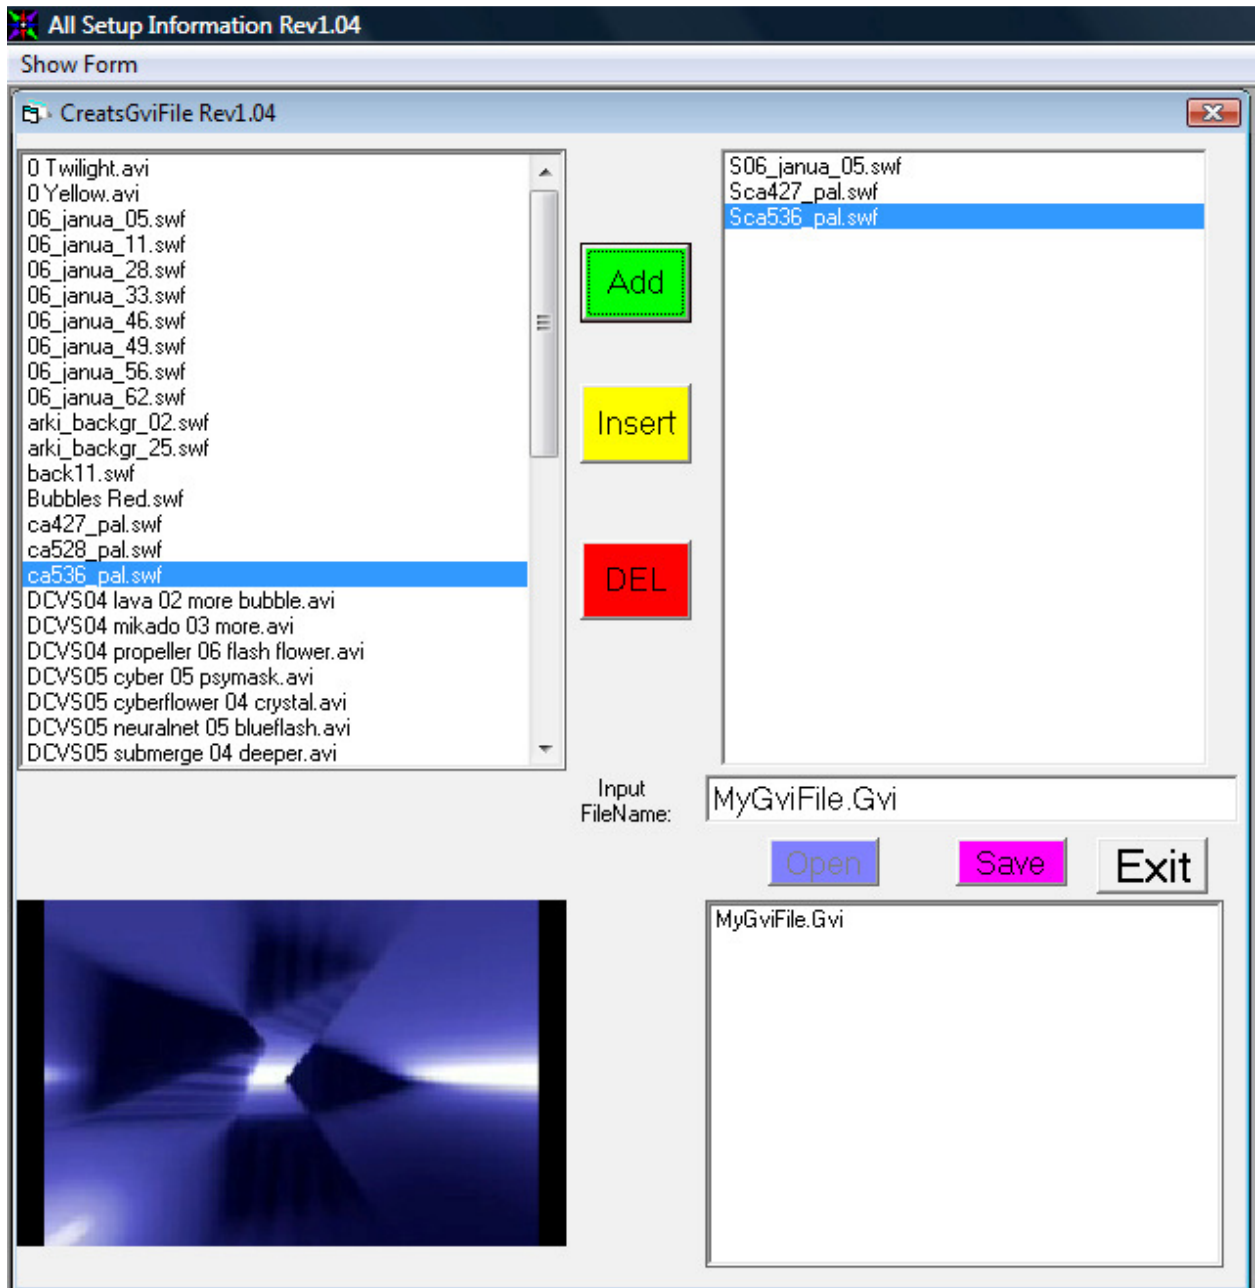 All Setup Information Rev1.04
Show Form
CreatsGviFile Rev1.04
0 Twilight.avi
0 Yellow.avi
06_janua_05.swf
06_janua_11.swf
06_janua_28.swf
06_janua_33.swf
06_janua_46.swf
06_janua_49.swf
06_janua_56.swf
06_janua_62.swf
arki_backgr_02.swf
arki_backgr_25.swf
back11.swf
Bubbles Red.swf
ca427_pal.swf
ca528_pal.swf
ca536_pal.swf
DCVS04 lava 02 more bubble.avi
DCVS04 mikado 03 more.avi
DCVS04 propeller 06 flash flower.avi
DCVS05 cyber 05 psymask.avi
DCVS05 cyberflower 04 crystal.avi
DCVS05 neuralnet 05 blueflash.avi
DCVS05 submerge 04 deeper.avi
Add
Insert
DEL
S06_janua_05.swf
Sca427_pal.swf
Sca536_pal.swf
Input
FileName:
MyGviFile.Gvi
Open
Save
Exit
MyGviFile.Gvi